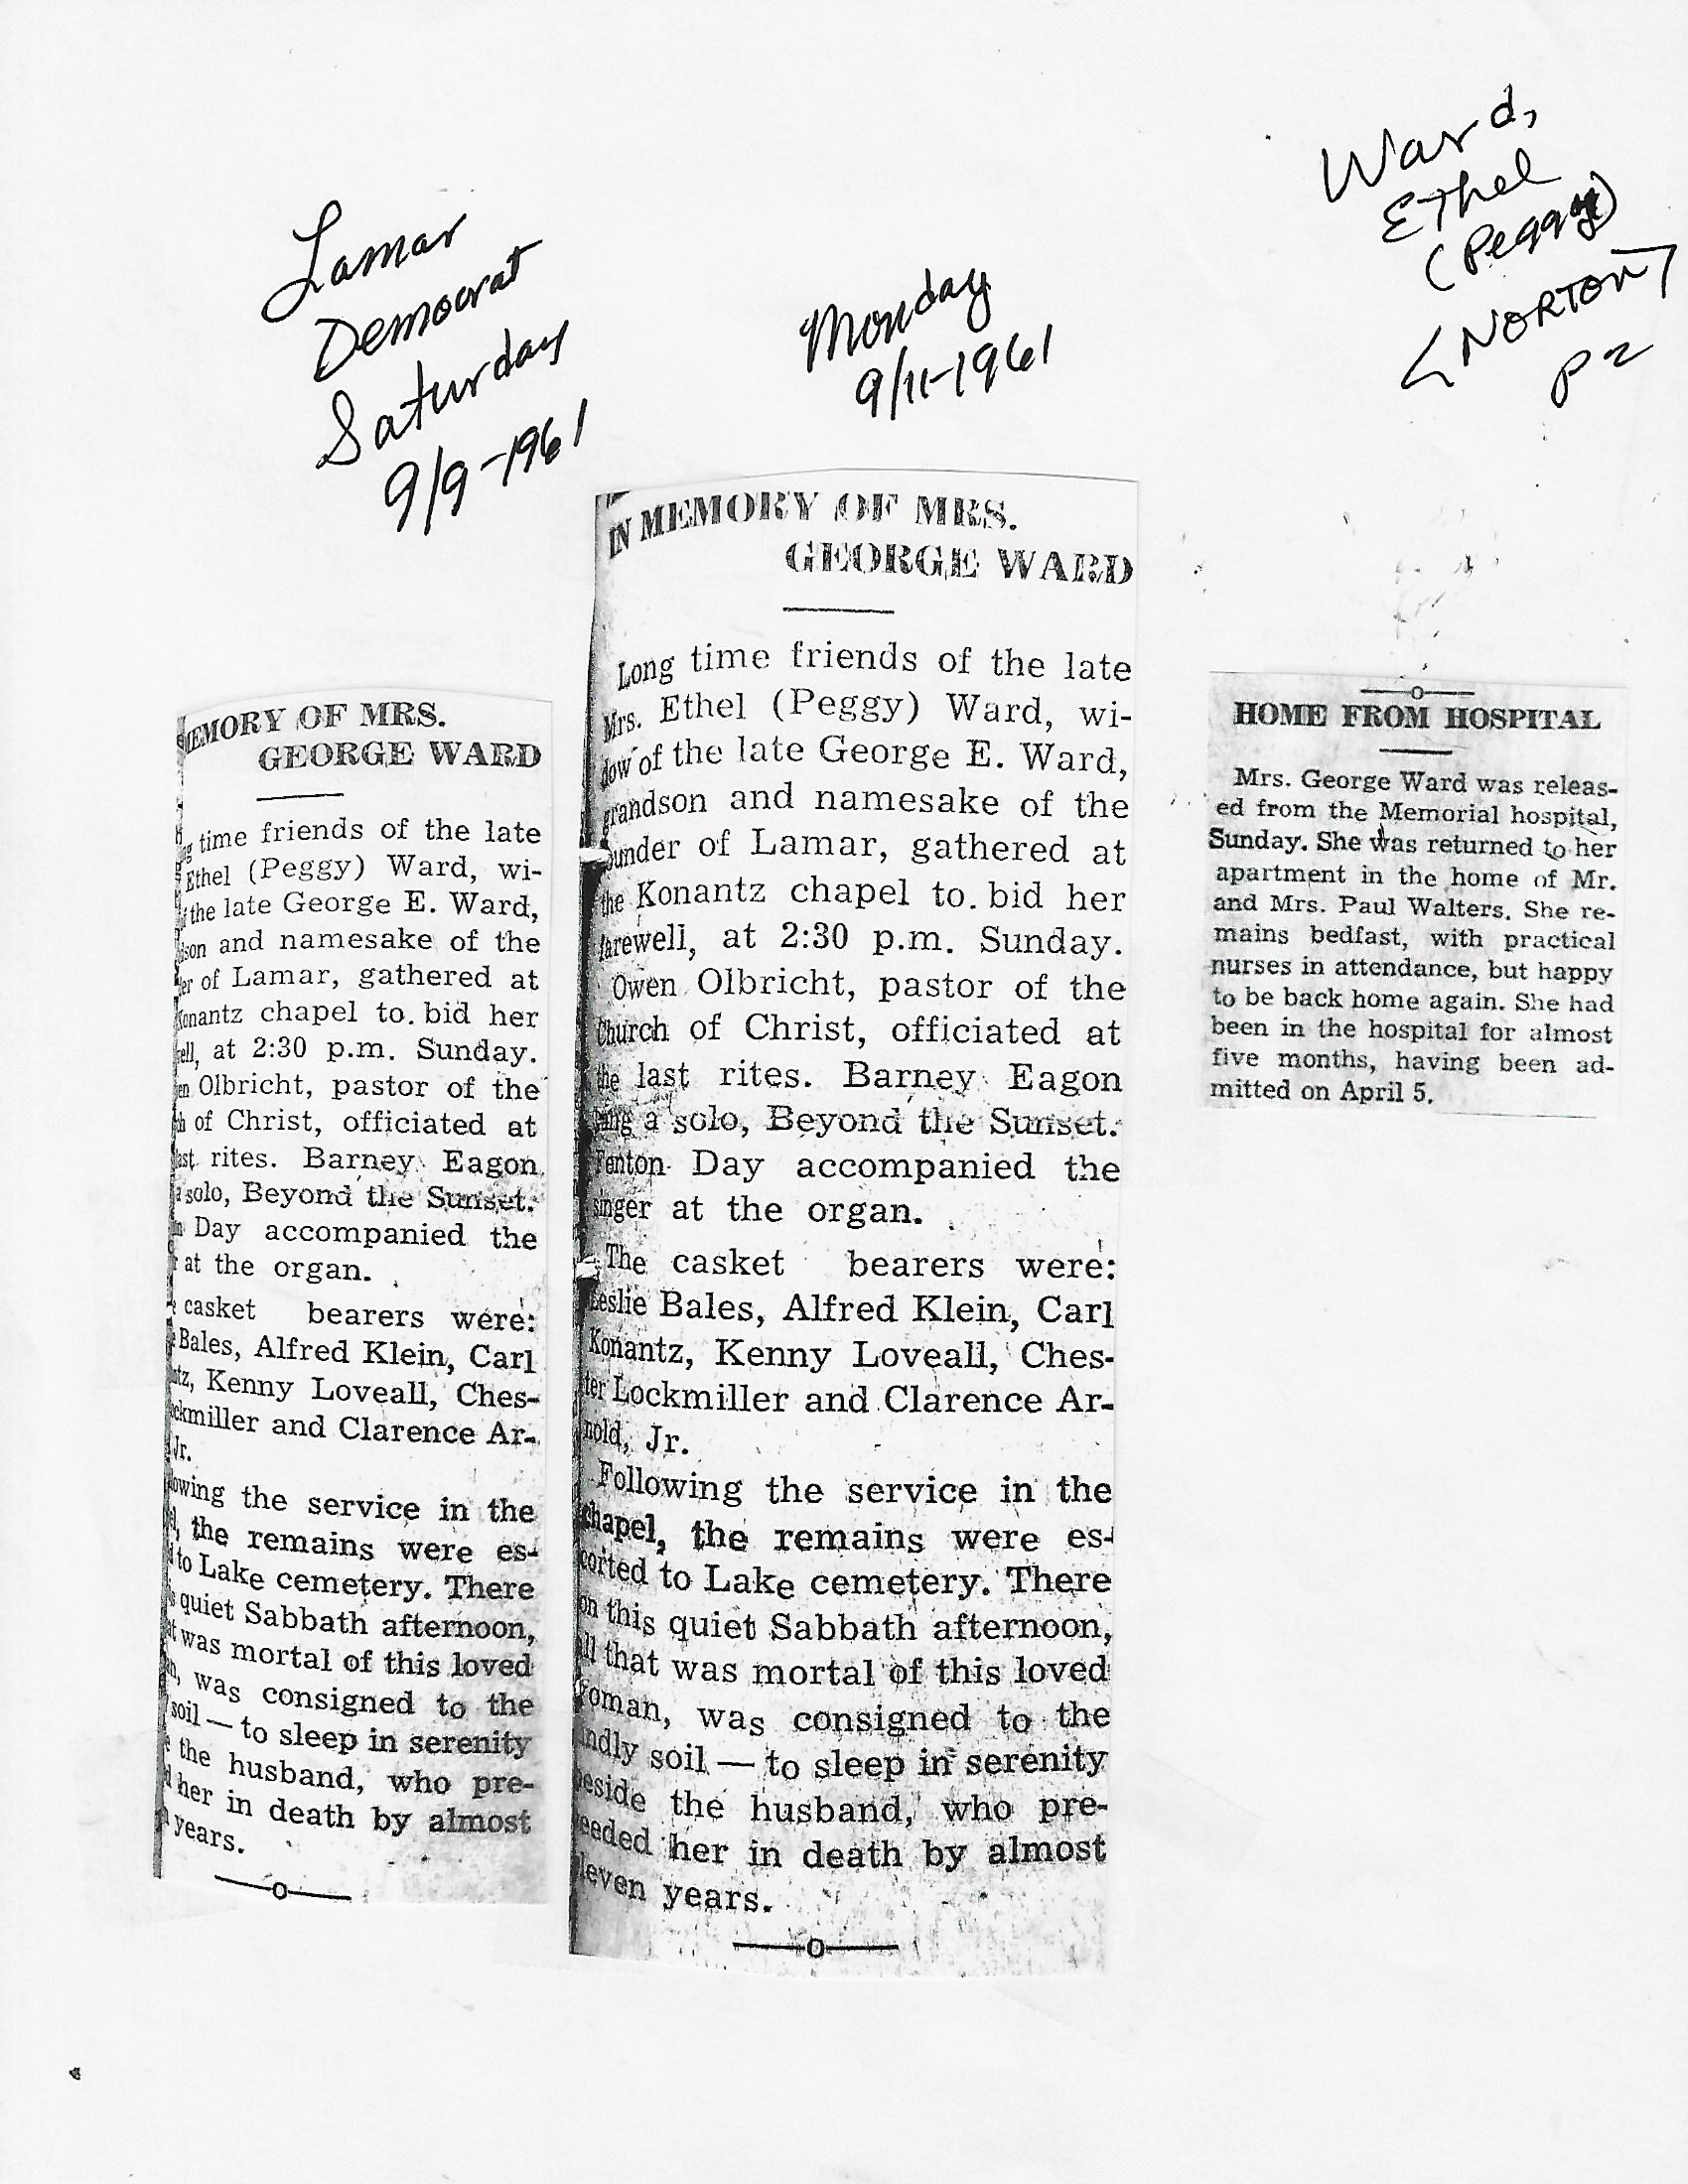 Lamar
Democrat
Saturday
9/9-1961
Monday
9/11-1961
Ward,
Ethel
(Peggy)
<NORTON>
P2
MEMORY OF MRS.
GEORGE WARD
time friends of the late
Ethel (Peggy) Ward, wi-
the late George E. Ward,
son and namesake of the
er of Lamar, gathered at
Konantz chapel to bid her
rell, at 2:30 p.m. Sunday.
en Olbricht, pastor of the
h of Christ, officiated at
last rites. Barney Eagon
a solo, Beyond the Sunset.
Day accompanied the
at the organ.
casket bearers were:
Bales, Alfred Klein, Carl
ntz, Kenny Loveall, Ches-
ockmiller and Clarence Ar-
Jr.
owing the service in the
the remains were es-
to Lake cemetery. There
quiet Sabbath afternoon,
was mortal of this loved
was consigned to the
soil — to sleep in serenity
the husband, who pre-
her in death by almost
years.
IN MEMORY OF MRS.
GEORGE WARD
Long time friends of the late
Mrs. Ethel (Peggy) Ward, wi-
dow of the late George E. Ward,
grandson and namesake of the
ounder of Lamar, gathered at
the Konantz chapel to bid her
farewell, at 2:30 p.m. Sunday.
Owen Olbricht, pastor of the
Church of Christ, officiated at
the last rites. Barney Eagon
sang a solo, Beyond the Sunset.
Fenton Day accompanied the
singer at the organ.
The casket bearers were:
Leslie Bales, Alfred Klein, Carl
Konantz, Kenny Loveall, Ches-
ter Lockmiller and Clarence Ar-
nold, Jr.
Following the service in the
chapel, the remains were es-
corted to Lake cemetery. There
on this quiet Sabbath afternoon,
all that was mortal of this loved
woman, was consigned to the
indly soil — to sleep in serenity
beside the husband, who pre-
ceeded her in death by almost
eleven years.
HOME FROM HOSPITAL
Mrs. George Ward was releas-
ed from the Memorial hospital,
Sunday. She was returned to her
apartment in the home of Mr.
and Mrs. Paul Walters. She re-
mains bedfast, with practical
nurses in attendance, but happy
to be back home again. She had
been in the hospital for almost
five months, having been ad-
mitted on April 5.